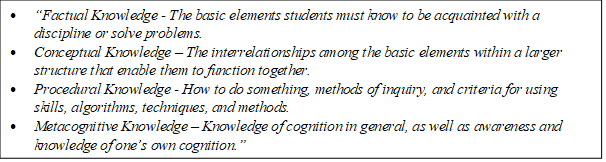 • “Factual Knowledge - The basic elements students must know to be acquainted with a
discipline or solve problems.
• Conceptual Knowledge – The interrelationships among the basic elements within a larger
structure that enable them to function together.
• Procedural Knowledge - How to do something, methods of inquiry, and criteria for using
skills, algorithms, techniques, and methods.
• Metacognitive Knowledge – Knowledge of cognition in general, as well as awareness and
knowledge of one’s own cognition.”